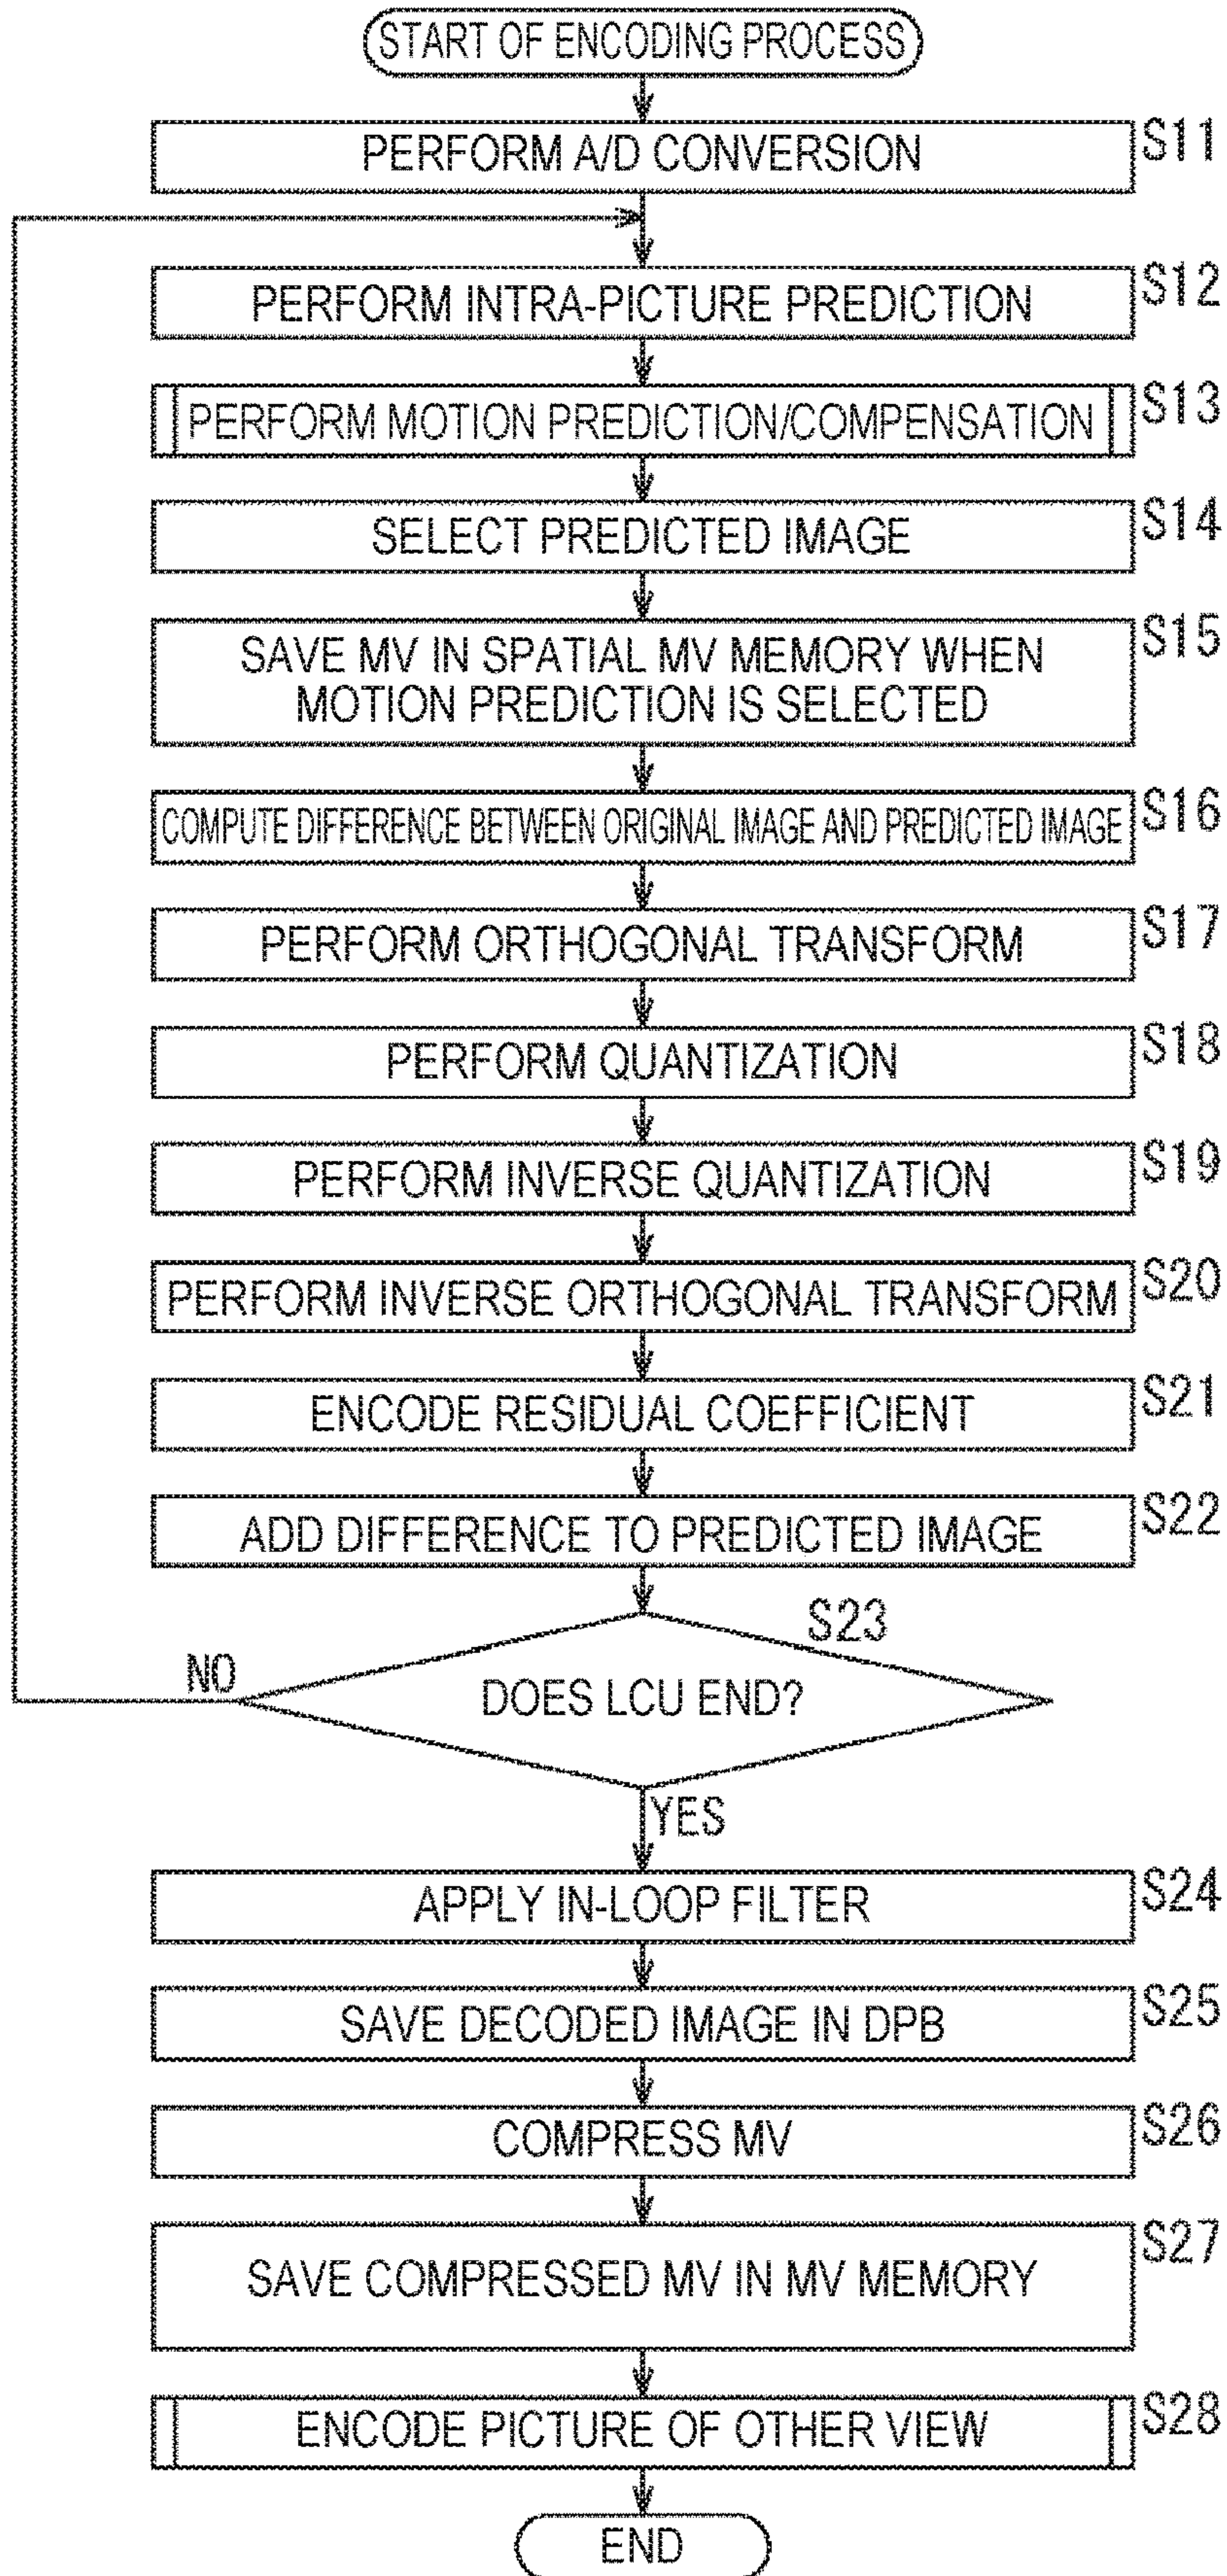 START OF ENCODING PROCESS
PERFORM A/D CONVERSION
S11
PERFORM INTRA-PICTURE PREDICTION
S12
PERFORM MOTION PREDICTION/COMPENSATION
S13
SELECT PREDICTED IMAGE
S14
SAVE MV IN SPATIAL MV MEMORY WHEN
MOTION PREDICTION IS SELECTED
S15
COMPUTE DIFFERENCE BETWEEN ORIGINAL IMAGE AND PREDICTED IMAGE
S16
PERFORM ORTHOGONAL TRANSFORM
S17
PERFORM QUANTIZATION
S18
PERFORM INVERSE QUANTIZATION
S19
PERFORM INVERSE ORTHOGONAL TRANSFORM
S20
ENCODE RESIDUAL COEFFICIENT
S21
ADD DIFFERENCE TO PREDICTED IMAGE
S22
S23
NO
DOES LCU END?
YES
APPLY IN-LOOP FILTER
S24
SAVE DECODED IMAGE IN DPB
S25
COMPRESS MV
S26
SAVE COMPRESSED MV IN MV MEMORY
S27
ENCODE PICTURE OF OTHER VIEW
S28
END